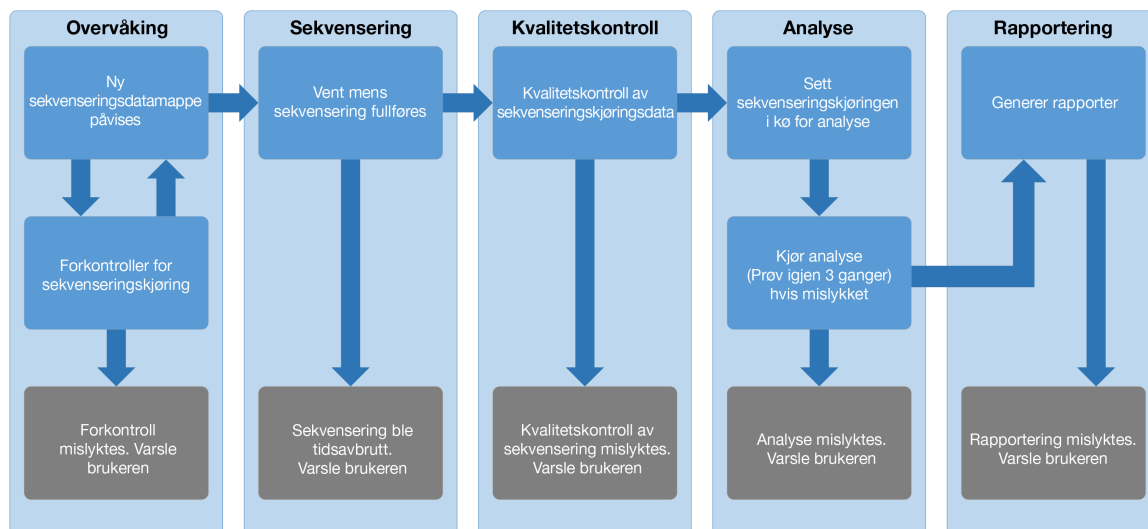 Overvåking
Ny
sekvenseringsdatamappe
påvises
Forkontroller for
sekvenseringskjøring
Forkontroll
mislyktes. Varsle
brukeren
Sekvensering
Vent mens
sekvensering fullføres
Sekvensering ble
tidsavbrutt.
Varsle brukeren
Kvalitetskontroll
Kvalitetskontroll av
sekvenseringskjøringsdata
Kvalitetskontroll av
sekvensering mislyktes.
Varsle brukeren
Analyse
Sett
sekvenseringskjøringen
i kø for analyse
Kjør analyse
(Prøv igjen 3 ganger)
hvis mislykket
Analyse mislyktes.
Varsle brukeren
Rapportering
Generer rapporter
Rapportering mislyktes.
Varsle brukeren